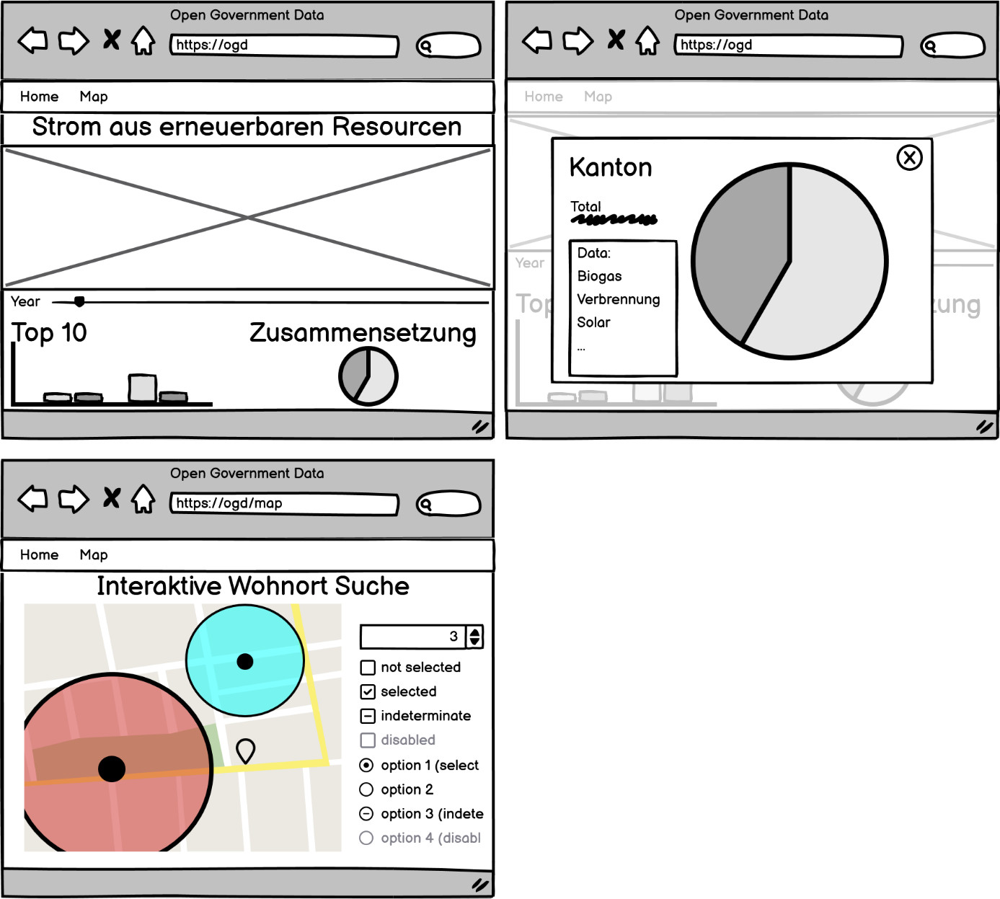 Open Government Data
https://ogd
Home Map
Strom aus erneuerbaren Resourcen
Year
Top 10 Zusammensetzung
Open Government Data
https://ogd
Home Map
Kanton
Total
Data:
Biogas
Verbrennung
Solar
...
Year
Top zung
Open Government Data
https://ogd/map
Home Map
Interaktive Wohnort Suche
3
not selected
selected
indeterminate
disabled
option 1 (select
option 2
option 3 (indete
option 4 (disabl